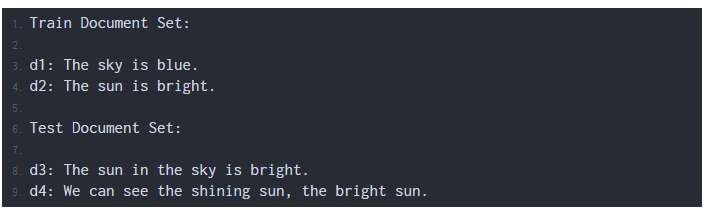 1. Train Document Set:
2.
3. d1: The sky is blue.
4. d2: The sun is bright.
5.
6. Test Document Set:
7.
8. d3: The sun in the sky is bright.
9. d4: We can see the shining sun, the bright sun.